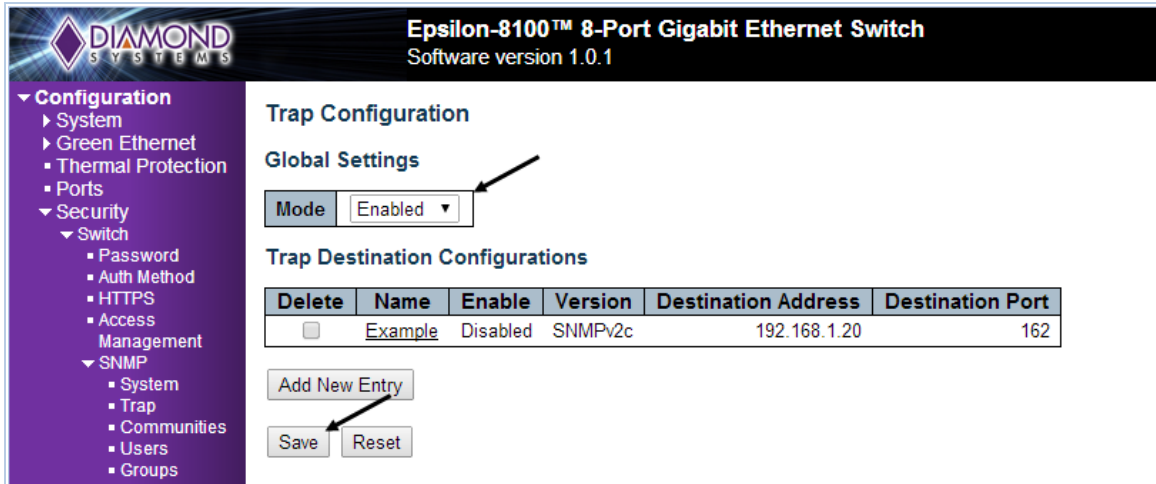 DIAMOND
SYSTEMS
Epsilon-8100™ 8-Port Gigabit Ethernet Switch
Software version 1.0.1
Configuration
System
Green Ethernet
Thermal Protection
Ports
Security
Switch
Password
Auth Method
HTTPS
Access
Management
SNMP
System
Trap
Communities
Users
Groups
Trap Configuration
Global Settings
Mode Enabled
Trap Destination Configurations
Delete Name Enable Version Destination Address Destination Port
Example Disabled SNMPv2c 192.168.1.20 162
Add New Entry
Save Reset